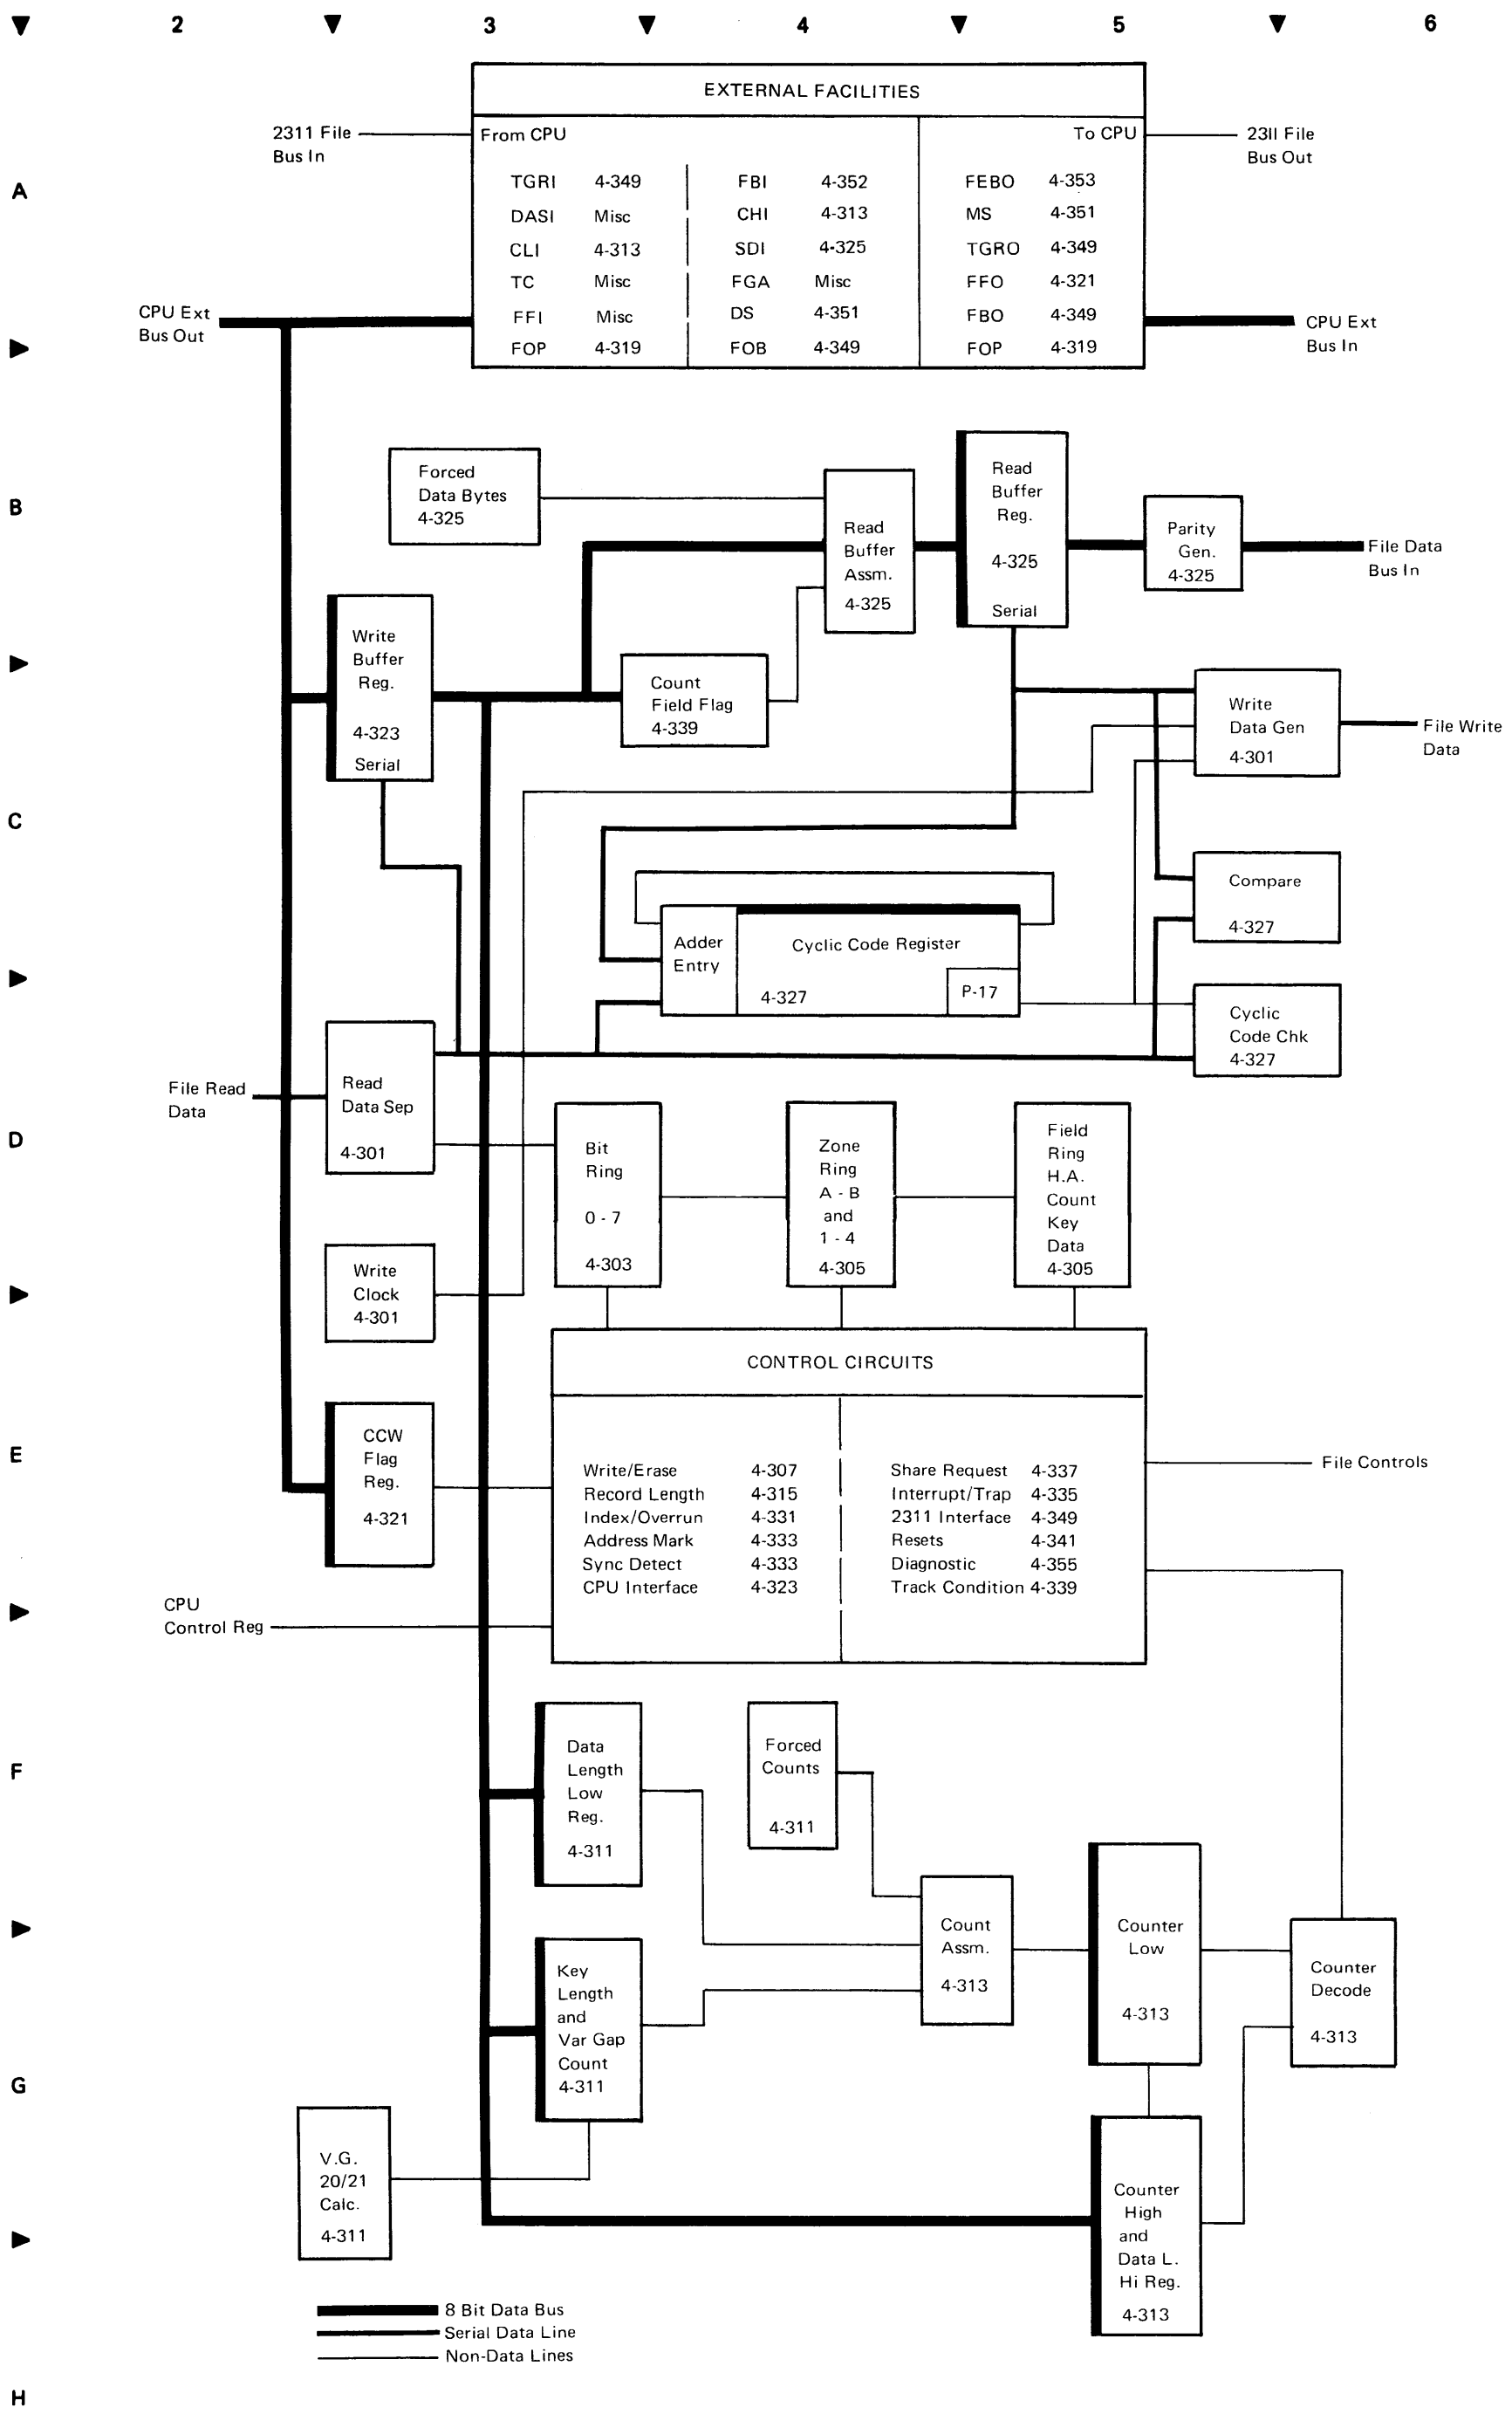 2 3 4 5 6
EXTERNAL FACILITIES
2311 File
Bus In
From CPU
To CPU
23II File
Bus Out
A
TGRI 4-349 FBI 4-352 FEBO 4-353
DASI Misc CHI 4-313 MS 4-351
CLI 4-313 SDI 4-325 TGRO 4-349
TC Misc FGA Misc FFO 4-321
FFI Misc DS 4-351 FBO 4-349
FOP 4-319 FOB 4-349 FOP 4-319
CPU Ext
Bus Out
CPU Ext
Bus In
B
Forced
Data Bytes
4-325
Read
Buffer
Assm.
4-325
Read
Buffer
Reg.
4-325
Serial
Parity
Gen.
4-325
File Data
Bus In
Write
Buffer
Reg.
4-323
Serial
Count
Field Flag
4-339
Write
Data Gen
4-301
File Write
Data
C
Compare
4-327
Adder
Entry
Cyclic Code Register
4-327
P-17
Cyclic
Code Chk
4-327
File Read
Data
Read
Data Sep
4-301
D
Bit
Ring
0 - 7
4-303
Zone
Ring
A - B
and
1 - 4
4-305
Field
Ring
H.A.
Count
Key
Data
4-305
Write
Clock
4-301
CONTROL CIRCUITS
E
CCW
Flag
Reg.
4-321
Write/Erase 4-307 Share Request 4-337
Record Length 4-315 Interrupt/Trap 4-335
Index/Overrun 4-331 2311 Interface 4-349
Address Mark 4-333 Resets 4-341
Sync Detect 4-333 Diagnostic 4-355
CPU Interface 4-323 Track Condition 4-339
File Controls
CPU
Control Reg
F
Data
Length
Low
Reg.
4-311
Forced
Counts
4-311
Count
Assm.
4-313
Counter
Low
4-313
Counter
Decode
4-313
G
Key
Length
and
Var Gap
Count
4-311
V.G.
20/21
Calc.
4-311
Counter
High
and
Data L.
Hi Reg.
4-313
8 Bit Data Bus
Serial Data Line
Non-Data Lines
H